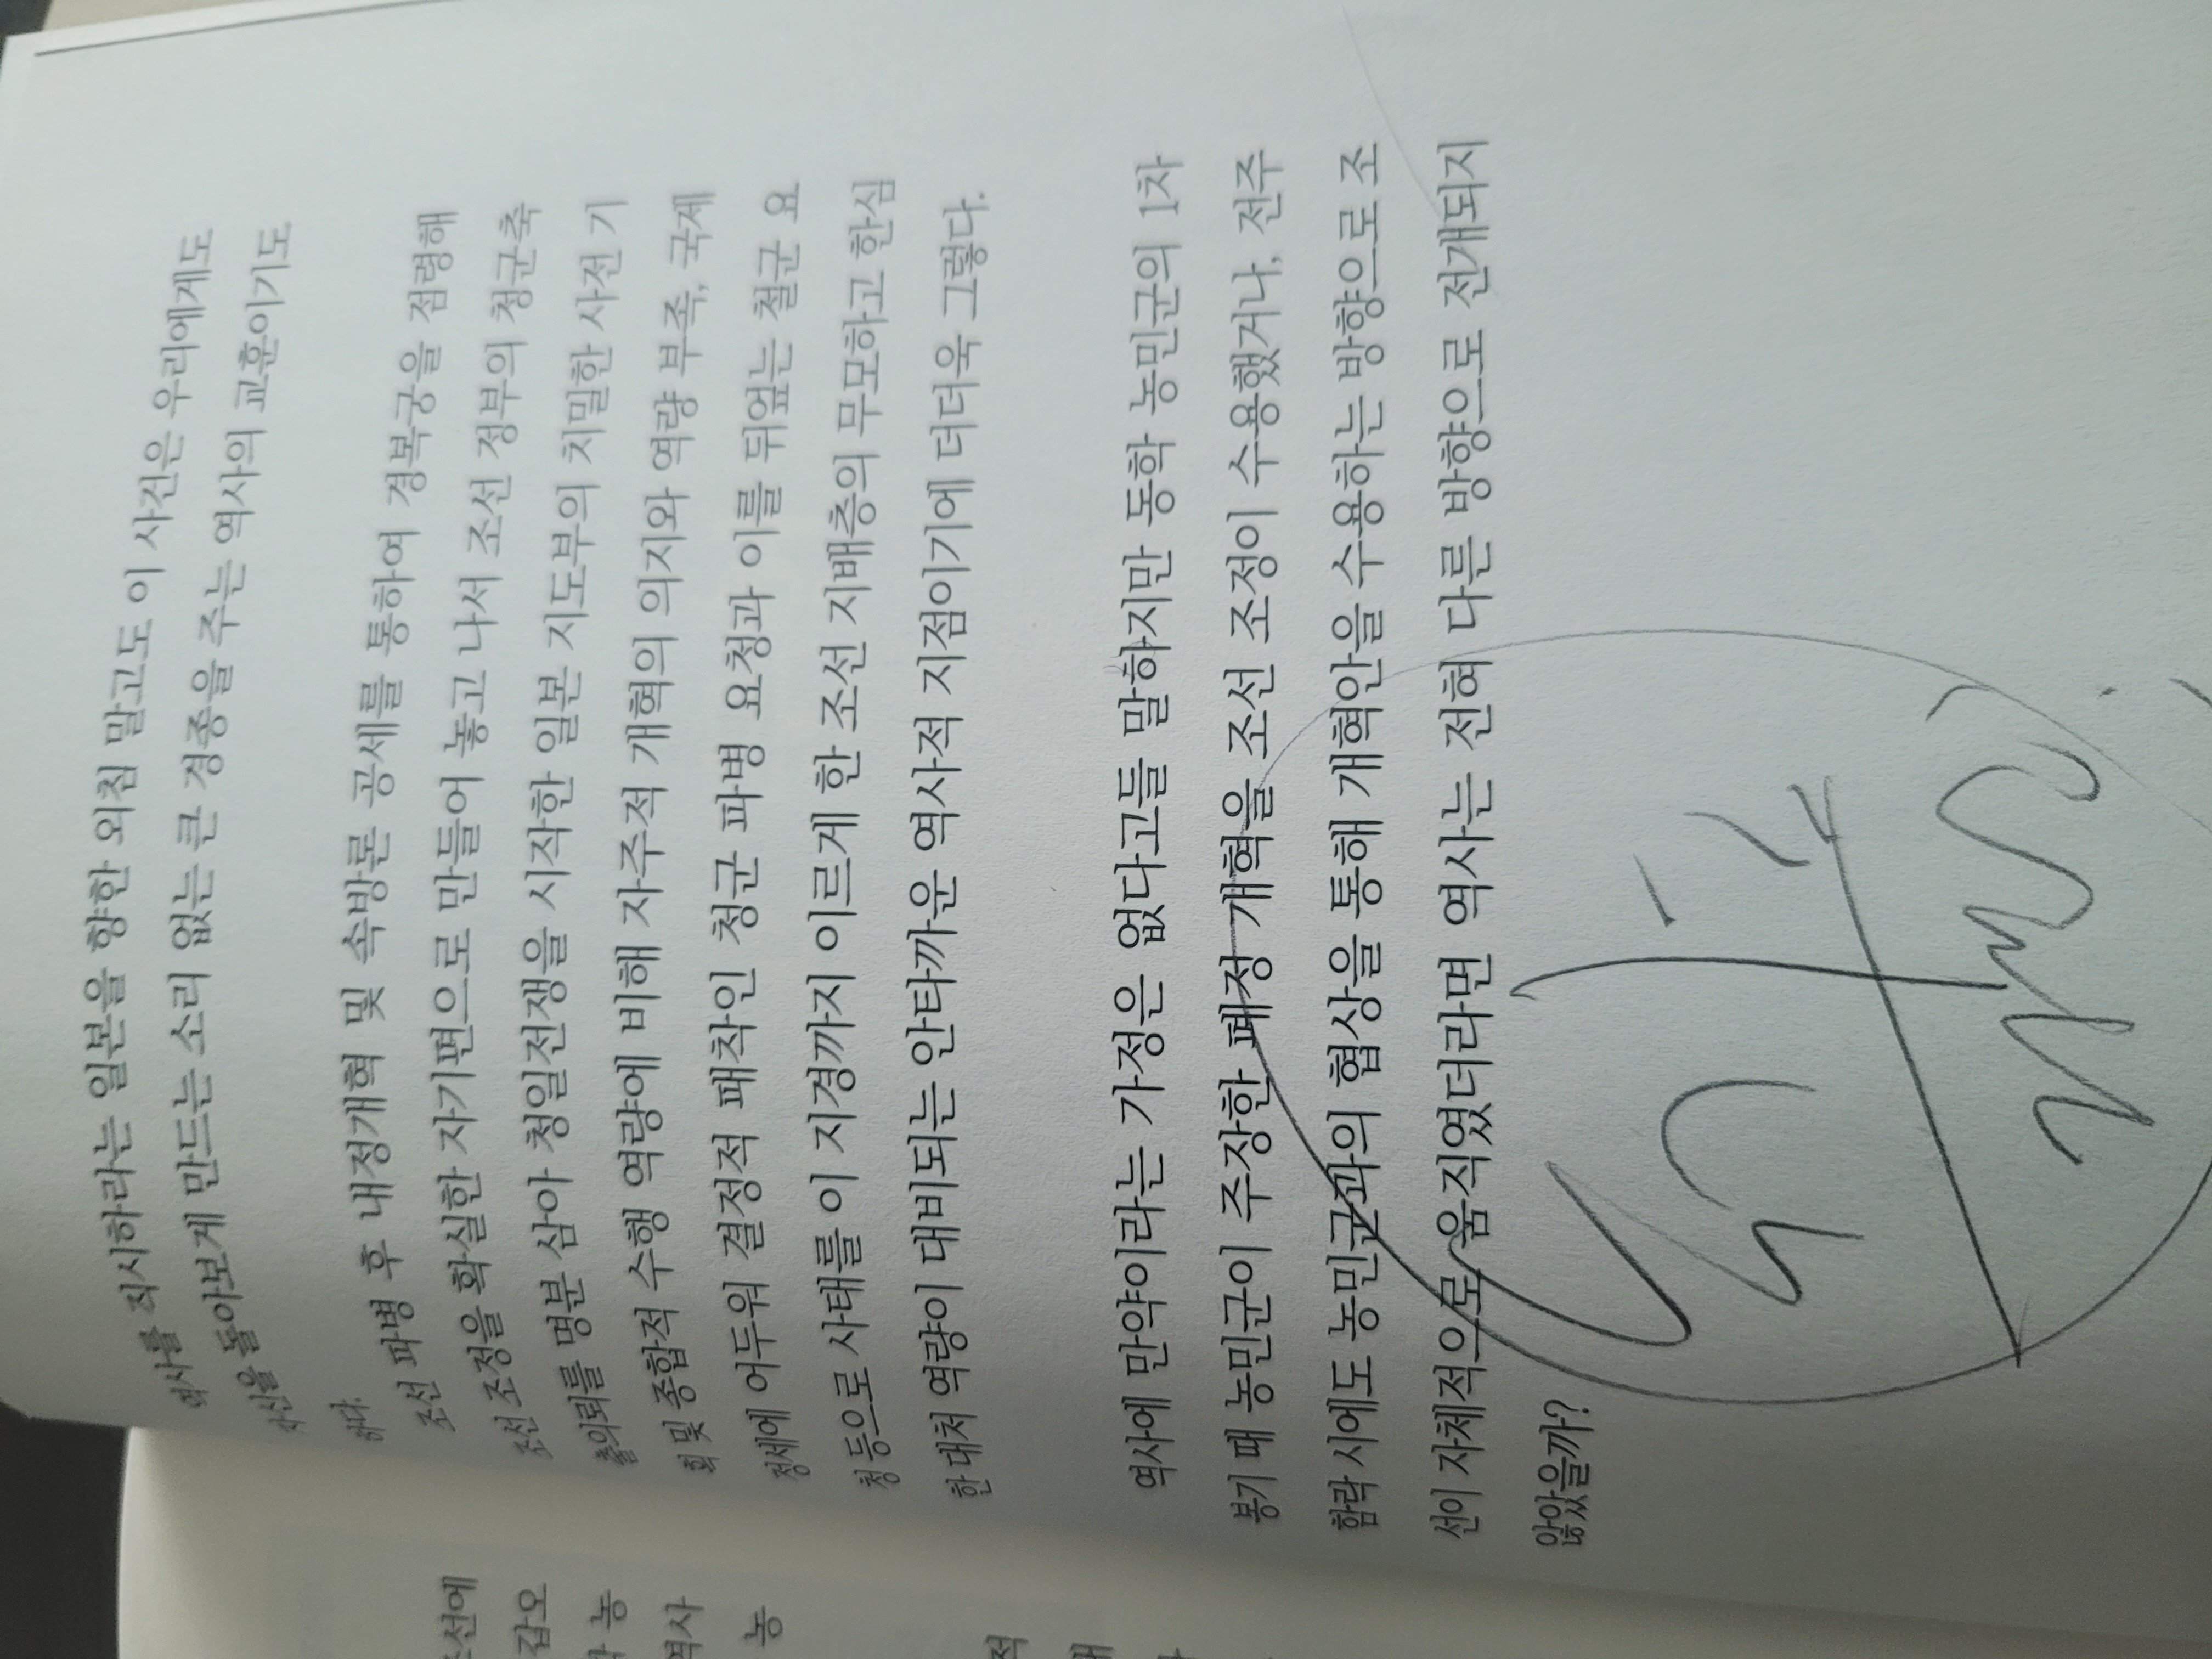 역사를 직시하라는 일본을 향한 외침 말고도 이 사건은 우리에게도
자신을 돌아보게 만드는 소리 없는 큰 경종을 주는 역사의 교훈이기도
하다.
조선 파병 후 내정개혁 및 속방론 공세를 통하여 경복궁을 점령해
조선 조정을 확실한 자기편으로 만들어 놓고 나서 조선 정부의 청군축
출의뢰를 명분 삼아 청일전쟁을 시작한 일본 지도부의 치밀한 사전 기
획 및 종합적 수행 역량에 비해 자주적 개혁의 의지와 역량 부족, 국제
정세에 어두워 결정적 패착인 청군 파병 요청과 이를 뒤엎는 철군 요
청 등으로 사태를 이 지경까지 이르게 한 조선 지배층의 무모하고 한심
한 대처 역량이 대비되는 안타까운 역사적 지점이기에 더더욱 그렇다.
역사에 만약이라는 가정은 없다고들 말하지만 동학 농민군의 1차
봉기 때 농민군이 주장한 폐정 개혁을 조선 조정이 수용했거나, 전주
함락 시에도 농민군과의 협상을 통해 개혁안을 수용하는 방향으로 조
선이 자체적으로 움직였더라면 역사는 전혀 다른 방향으로 전개되지
않았을까?
조선에
갑오
농
역사
농
적